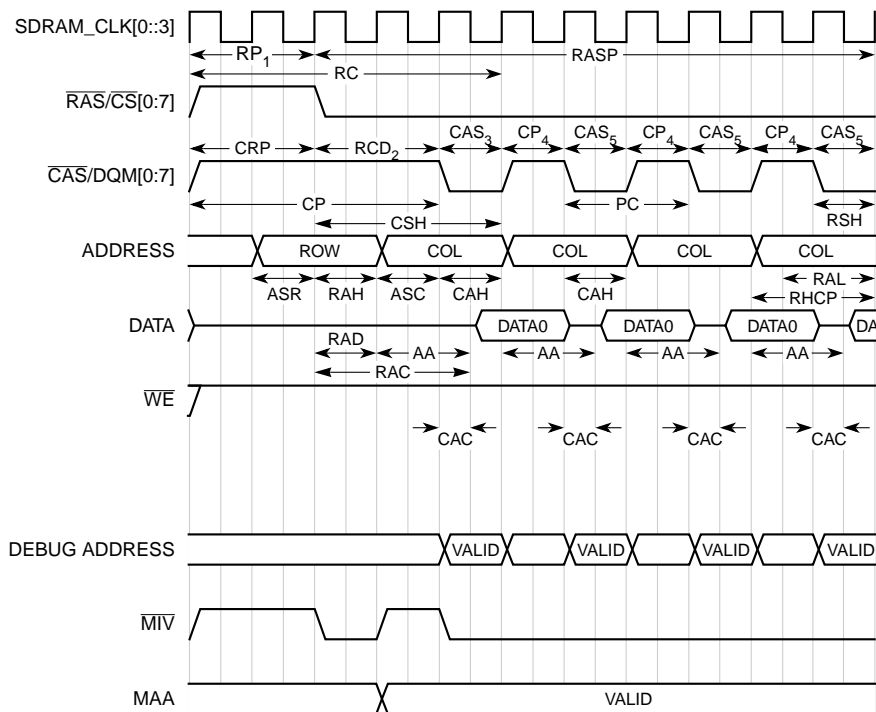 SDRAM_CLK[0::3]
RP1 RASP
RC
RAS/CS[0:7]
CRP RCD2 CAS3 CP4 CAS5 CP4 CAS5 CP4 CAS5
CAS/DQM[0:7]
CP PC
CSH RSH
ADDRESS ROW COL COL COL COL
ASR RAH ASC CAH CAH RAL
RHCP
DATA DATA0 DATA0 DATA0 DA
RAD AA AA AA AA
RAC
WE
CAC CAC CAC CAC
DEBUG ADDRESS VALID VALID VALID VALID
MIV
MAA VALID